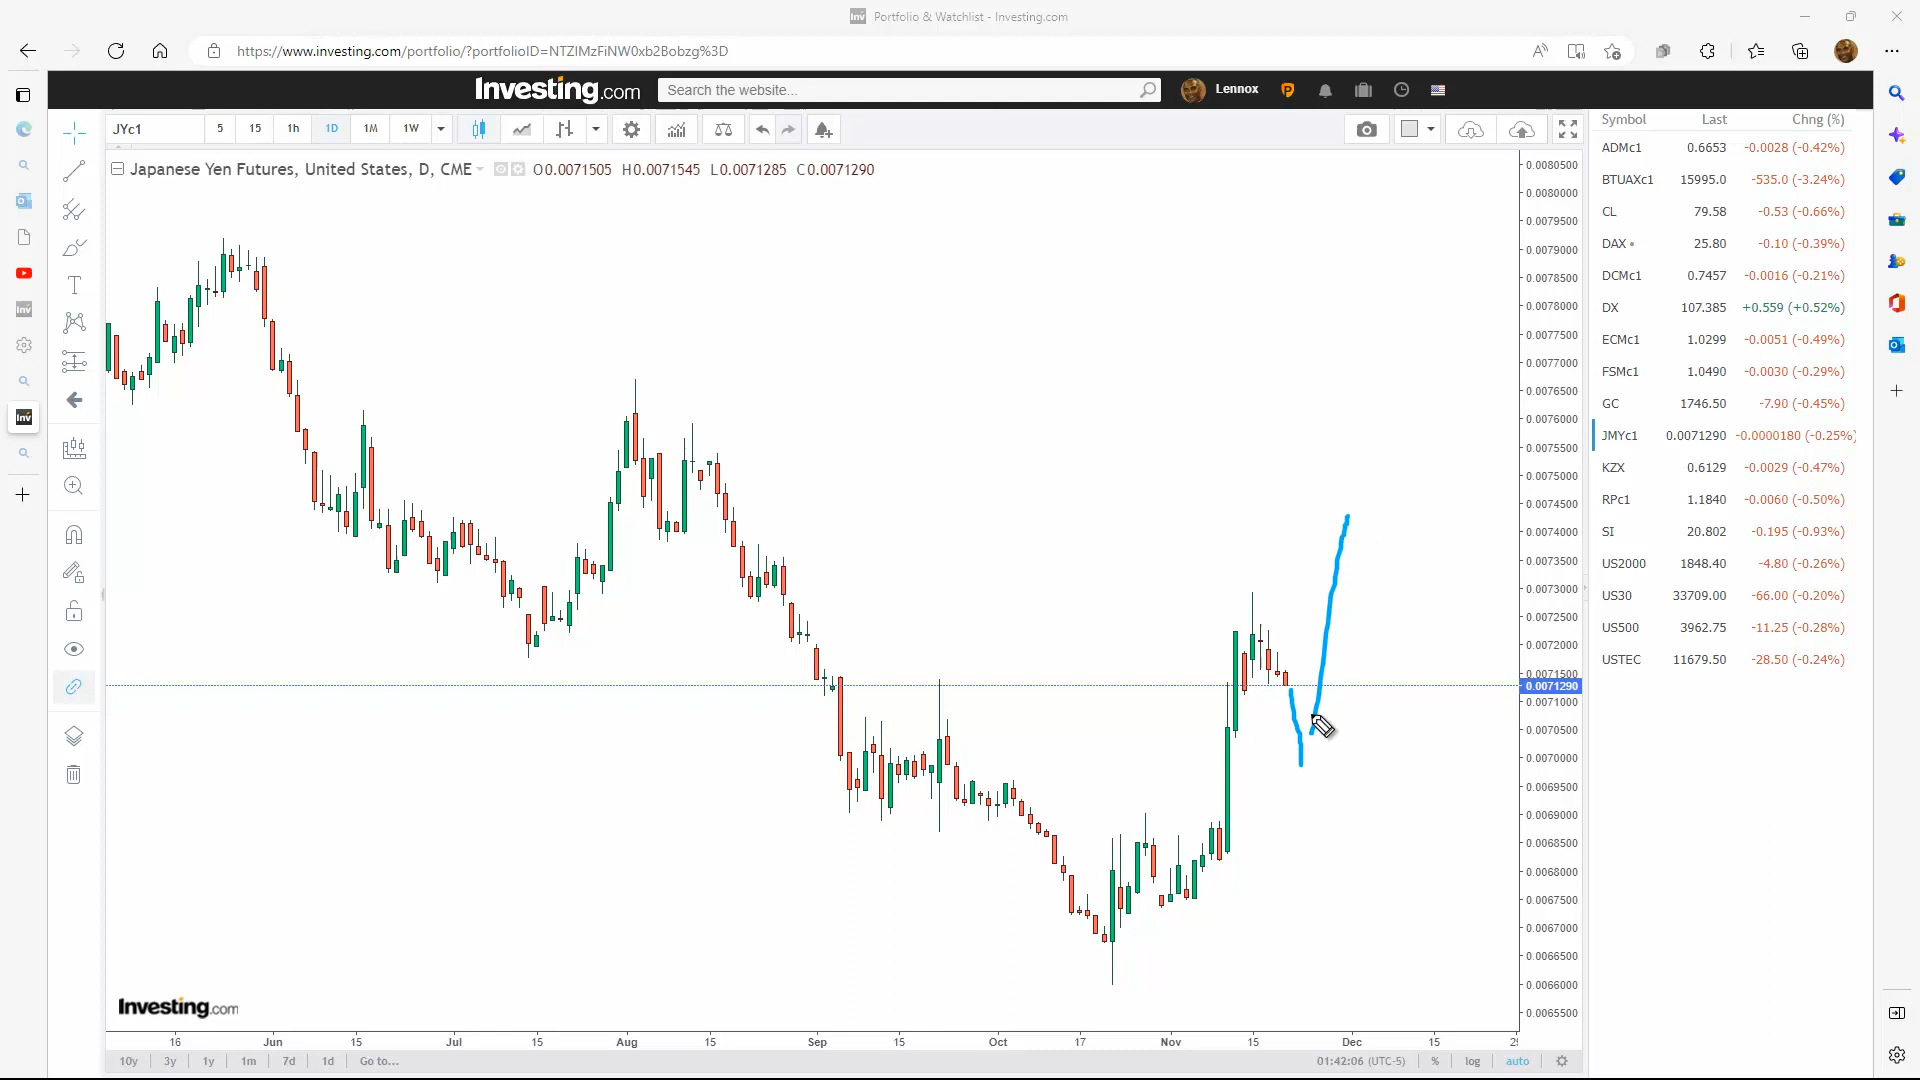 Portfolio & Watchlist - Investing.com
https://www.investing.com/portfolio/?portfolioID=NTZlMzFiNW0xb2Bobzg%3D
Investing.com Search the website... Lennox
JYc1 5 15 1h 1D 1M 1W
Japanese Yen Futures, United States, D, CME O0.0071505 H0.0071545 L0.0071285 C0.0071290
0.0080500
0.0080000
0.0079500
0.0079000
0.0078500
0.0078000
0.0077500
0.0077000
0.0076500
0.0076000
0.0075500
0.0075000
0.0074500
0.0074000
0.0073500
0.0073000
0.0072500
0.0072000
0.0071500
0.0071290
0.0071000
0.0070500
0.0070000
0.0069500
0.0069000
0.0068500
0.0068000
0.0067500
0.0067000
0.0066500
0.0066000
0.0065500
Investing.com
16 Jun 15 Jul 15 Aug 15 Sep 15 Oct 17 Nov 15 Dec 15
10y 3y 1y 1m 7d 1d Go to... 01:42:06 (UTC-5) % log auto
Symbol Last Chng (%)
ADMc1 0.6653 -0.0028 (-0.42%)
BTUAXc1 15995.0 -535.0 (-3.24%)
CL 79.58 -0.53 (-0.66%)
DAX 25.80 -0.10 (-0.39%)
DCMc1 0.7457 -0.0016 (-0.21%)
DX 107.385 +0.559 (+0.52%)
ECMc1 1.0299 -0.0051 (-0.49%)
FSMc1 1.0490 -0.0030 (-0.29%)
GC 1746.50 -7.90 (-0.45%)
JMYc1 0.0071290 -0.0000180 (-0.25%)
KZX 0.6129 -0.0029 (-0.47%)
RPc1 1.1840 -0.0060 (-0.50%)
SI 20.802 -0.195 (-0.93%)
US2000 1848.40 -4.80 (-0.26%)
US30 33709.00 -66.00 (-0.20%)
US500 3962.75 -11.25 (-0.28%)
USTEC 11679.50 -28.50 (-0.24%)